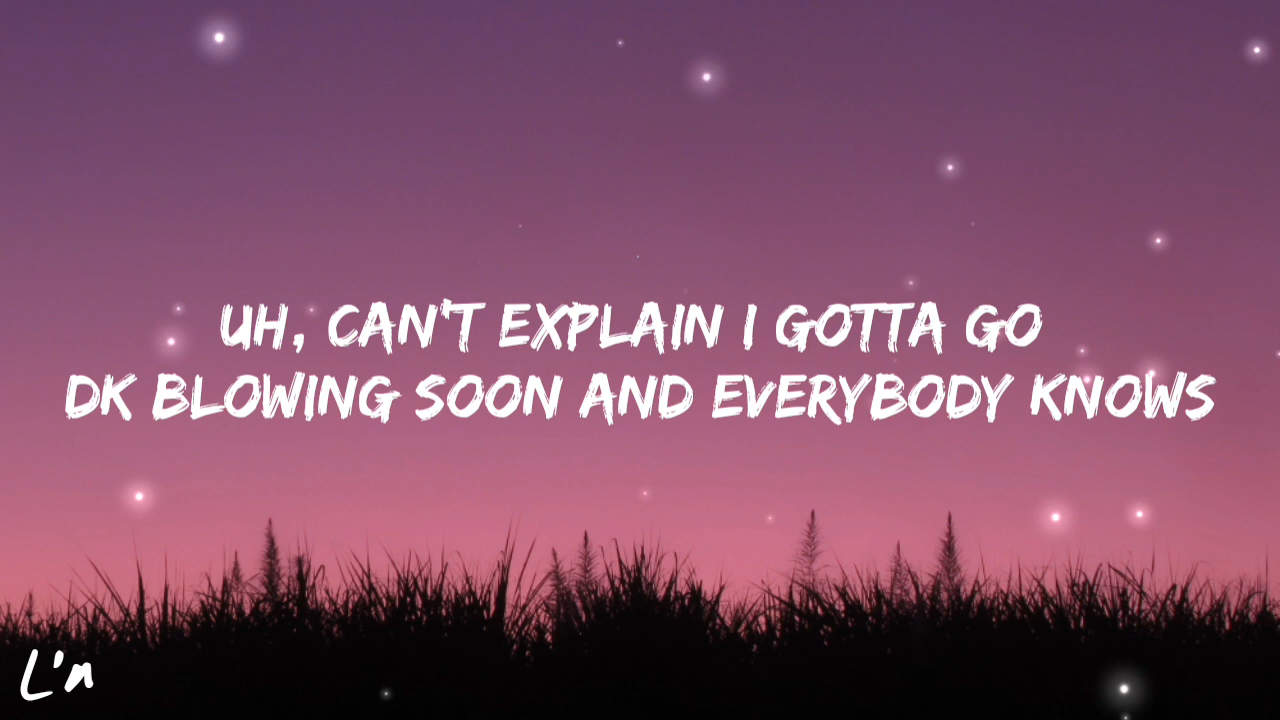 UH, CAN'T EXPLAIN I GOTTA GO
DK BLOWING SOON AND EVERYBODY KNOWS
L'n